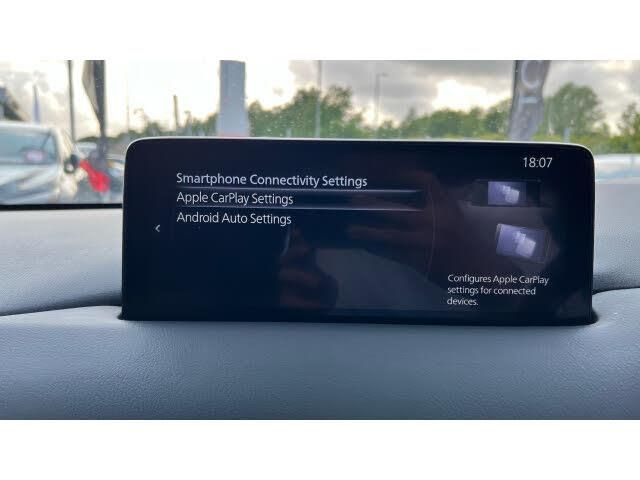 18:07
Smartphone Connectivity Settings
Apple CarPlay Settings
Android Auto Settings
Configures Apple CarPlay
settings for connected
devices.